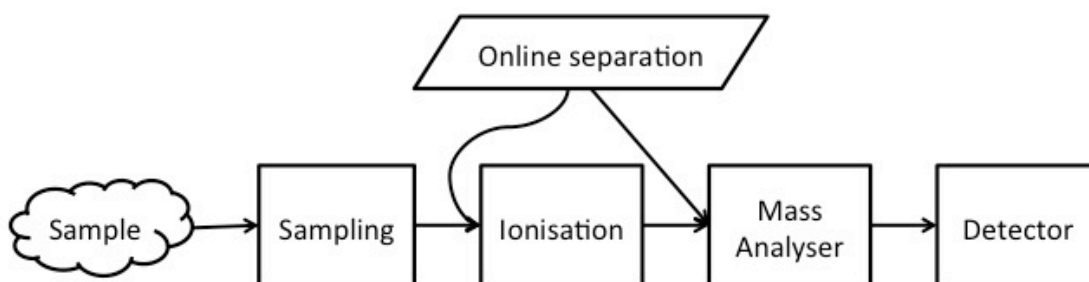 Online separation
Sample
Sampling
Ionisation
Mass
Analyser
Detector